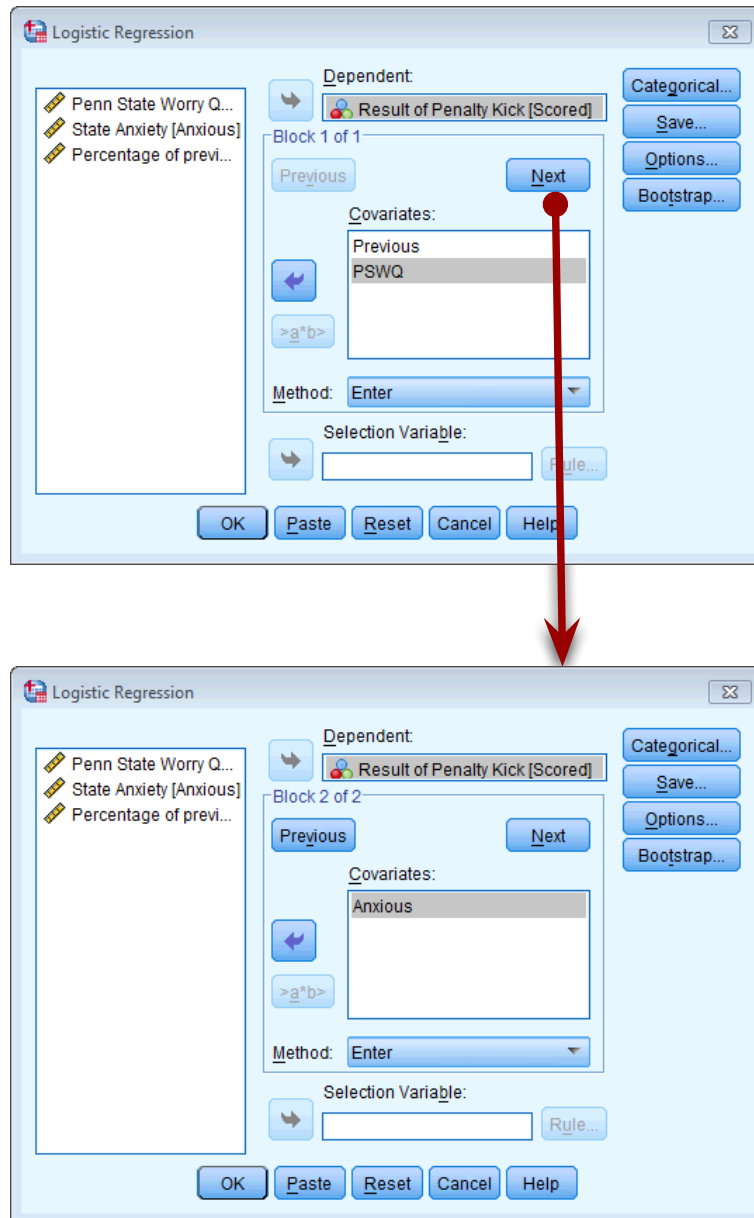 Logistic Regression
Penn State Worry Q...
State Anxiety [Anxious]
Percentage of previ...
Dependent:
Result of Penalty Kick [Scored]
Block 1 of 1
Previous
Next
Covariates:
Previous
PSWQ
>a*b>
Method: Enter
Selection Variable:
Rule...
Categorical...
Save...
Options...
Bootstrap...
OK Paste Reset Cancel Help
Logistic Regression
Penn State Worry Q...
State Anxiety [Anxious]
Percentage of previ...
Dependent:
Result of Penalty Kick [Scored]
Block 2 of 2
Previous
Next
Covariates:
Anxious
>a*b>
Method: Enter
Selection Variable:
Rule...
Categorical...
Save...
Options...
Bootstrap...
OK Paste Reset Cancel Help